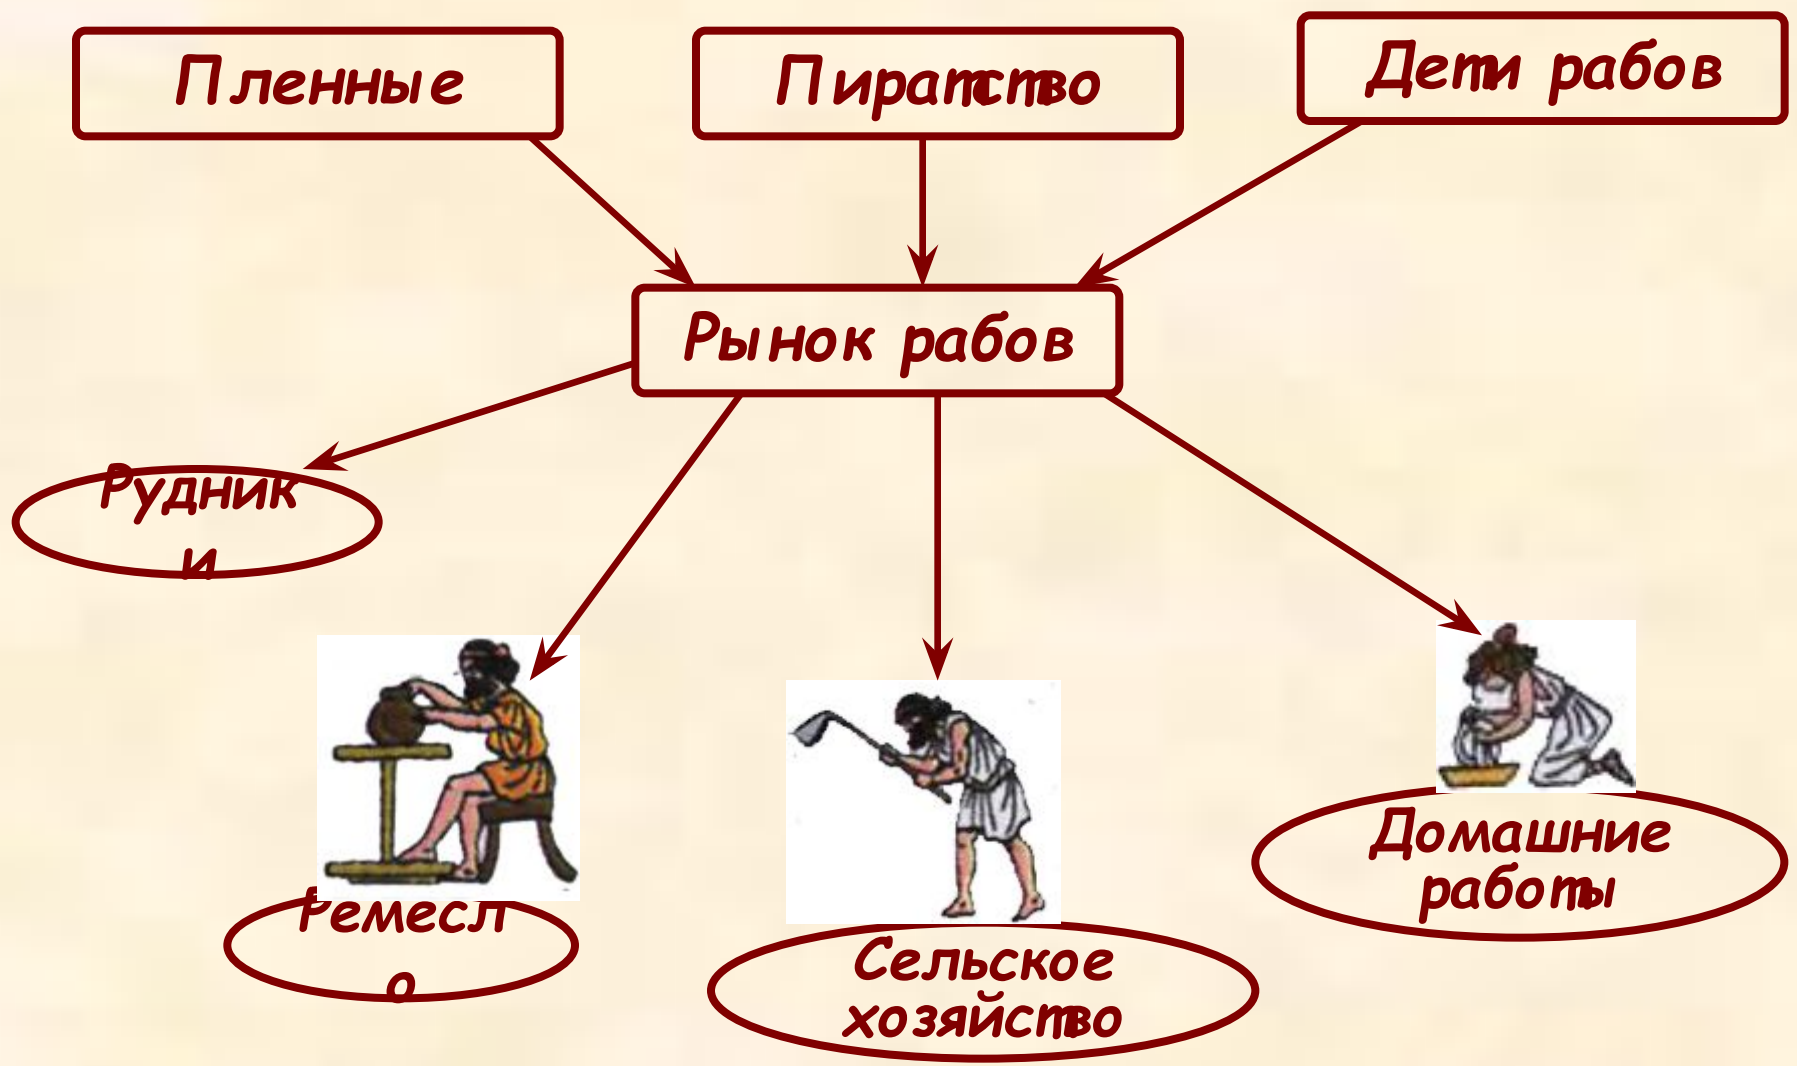 Пленные
Пиратство
Дети рабов
Рынок рабов
Рудник
и
Ремесл
о
Сельское
хозяйство
Домашние
работы